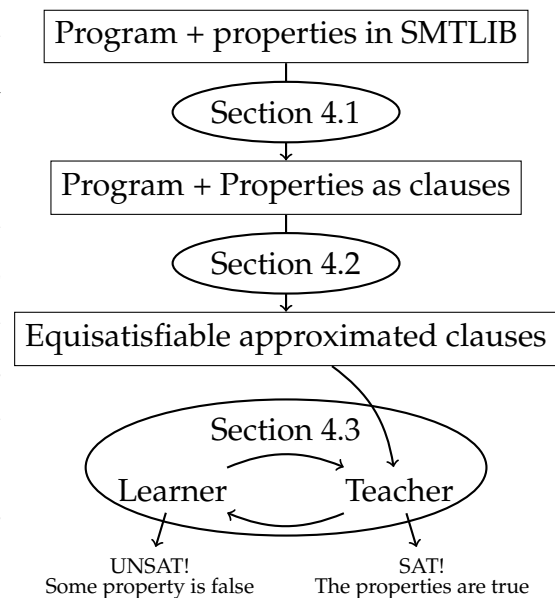 Program + properties in SMTLIB
Section 4.1
Program + Properties as clauses
Section 4.2
Equisatisfiable approximated clauses
Section 4.3
Learner
Teacher
UNSAT!
Some property is false
SAT!
The properties are true